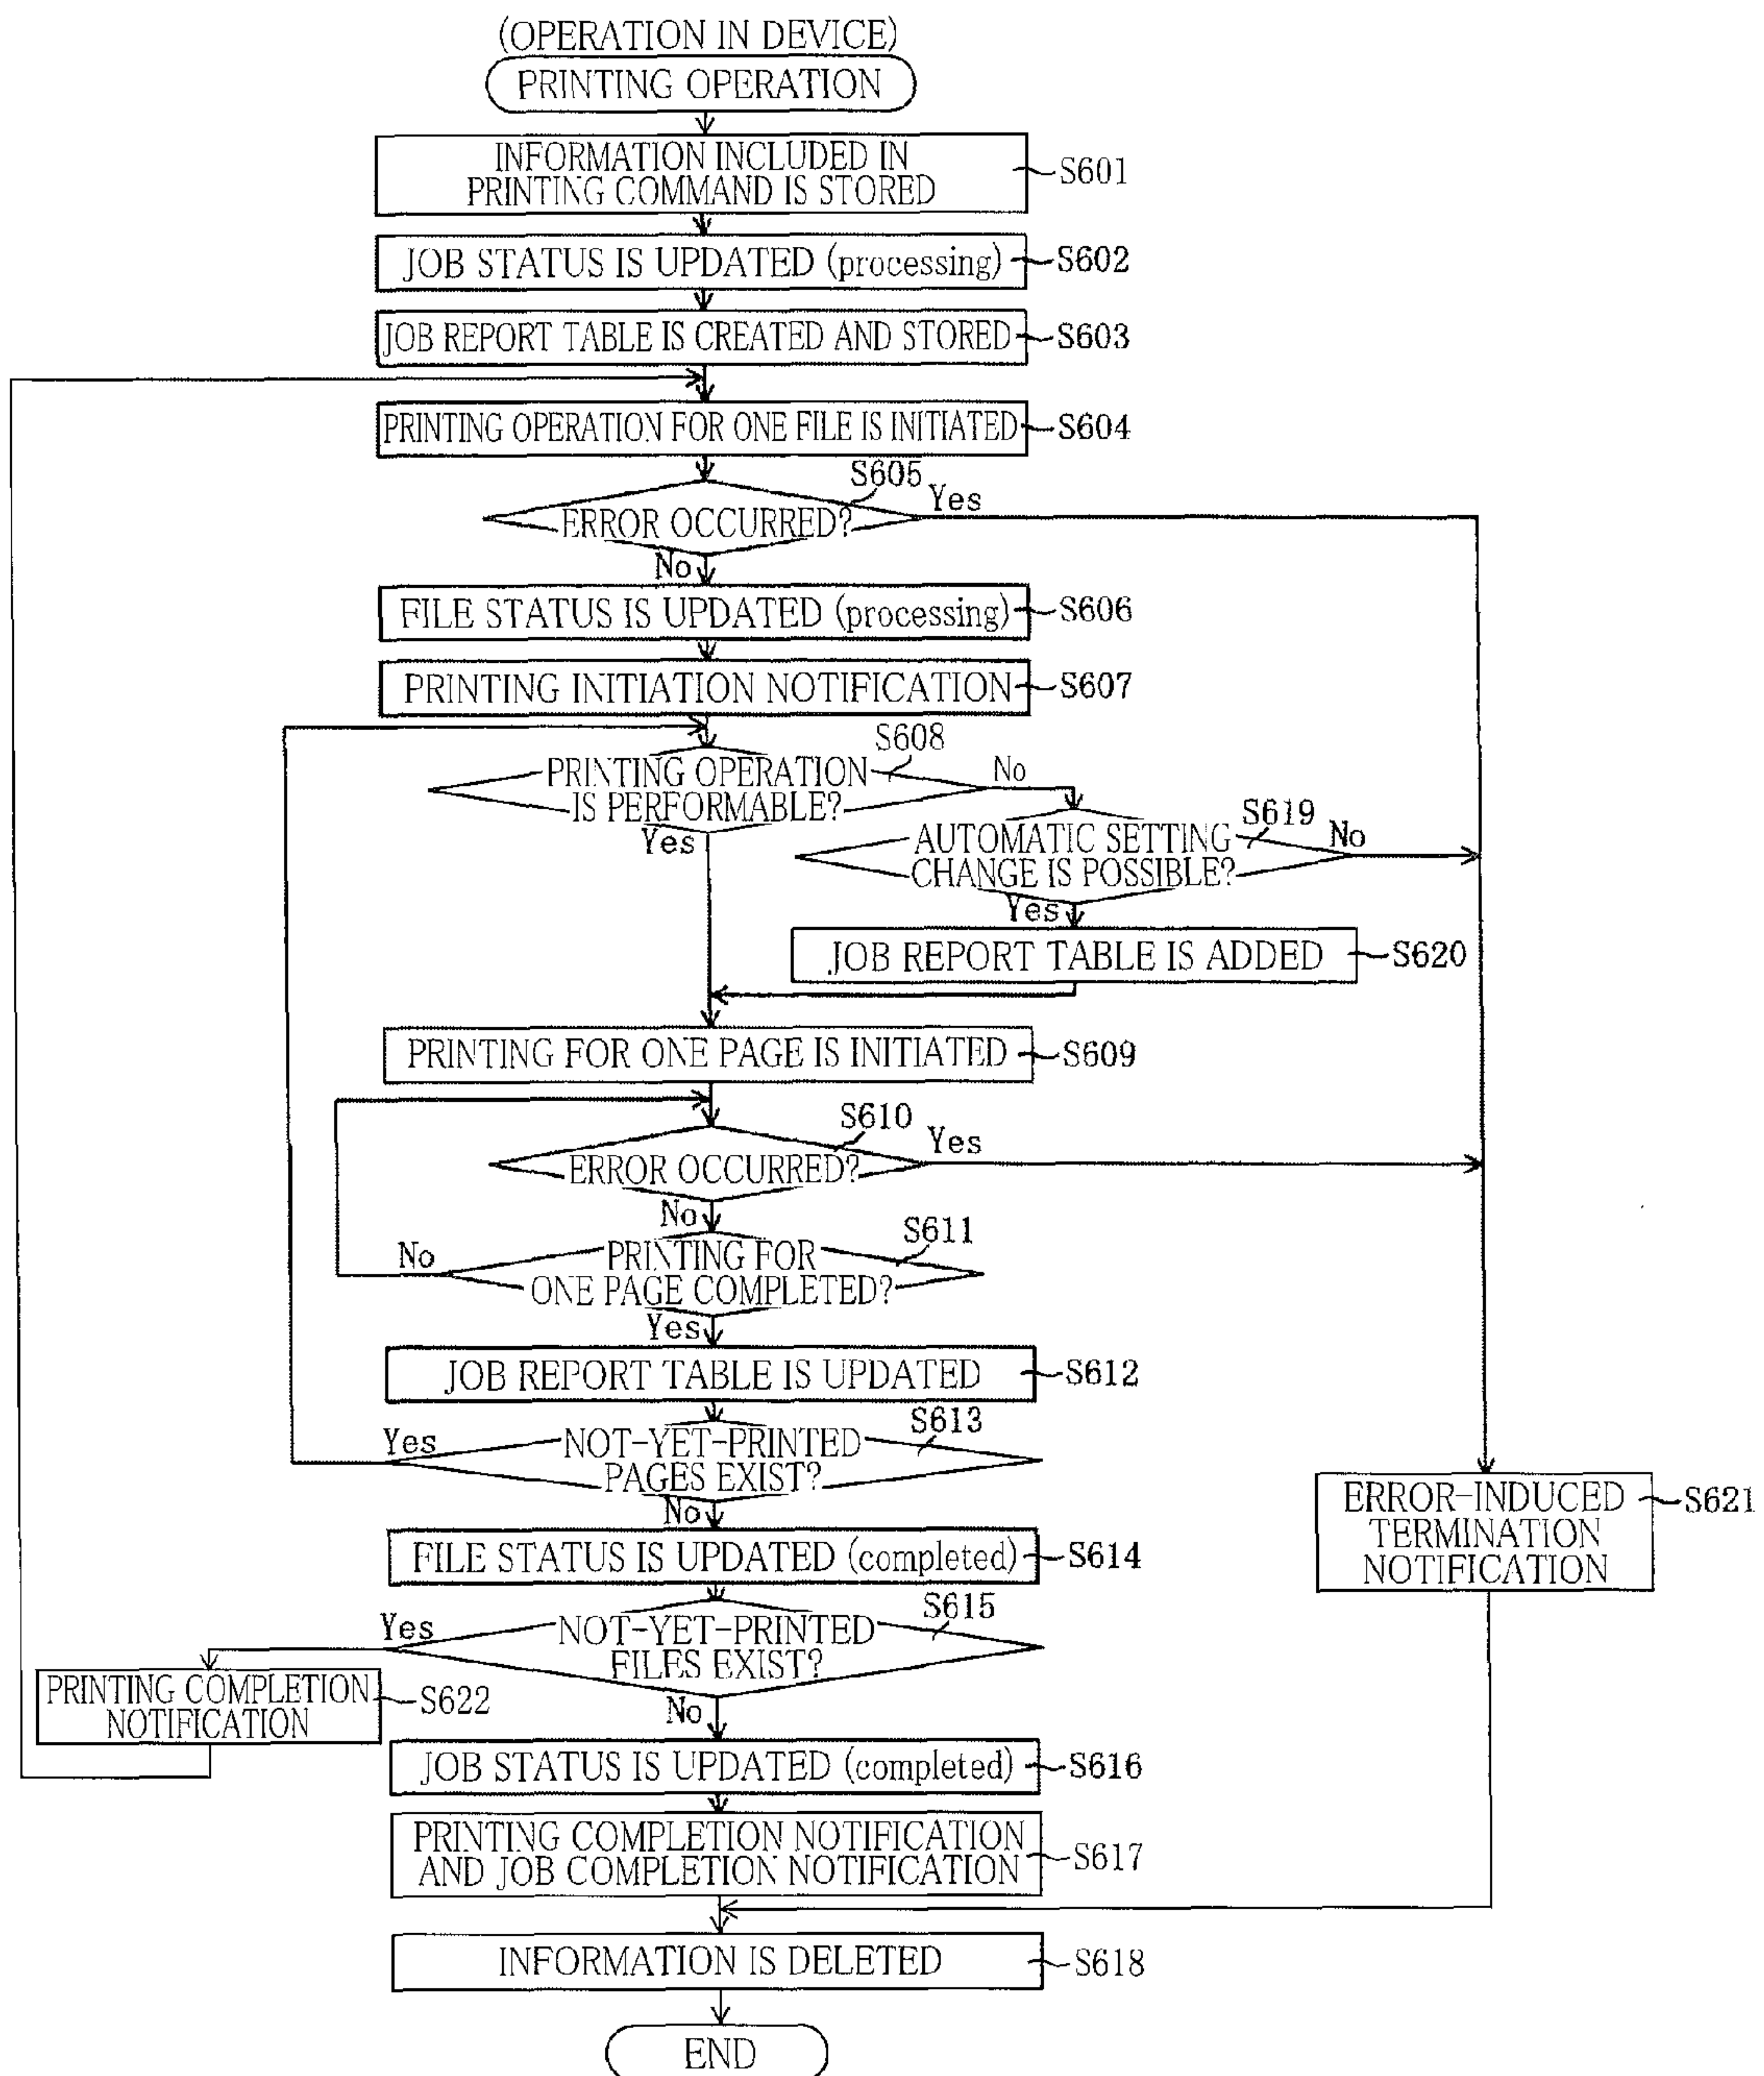 (OPERATION IN DEVICE)
PRINTING OPERATION
INFORMATION INCLUDED IN
PRINTING COMMAND IS STORED
S601
JOB STATUS IS UPDATED (processing)
S602
JOB REPORT TABLE IS CREATED AND STORED
S603
PRINTING OPERATION FOR ONE FILE IS INITIATED
S604
S605
ERROR OCCURRED?
Yes
No
FILE STATUS IS UPDATED (processing)
S606
PRINTING INITIATION NOTIFICATION
S607
S608
PRINTING OPERATION
IS PERFORMABLE?
No
Yes
S619
AUTOMATIC SETTING
CHANGE IS POSSIBLE?
No
Yes
JOB REPORT TABLE IS ADDED
S620
PRINTING FOR ONE PAGE IS INITIATED
S609
S610
ERROR OCCURRED?
Yes
No
S611
PRINTING FOR
ONE PAGE COMPLETED?
No
Yes
JOB REPORT TABLE IS UPDATED
S612
S613
NOT-YET-PRINTED
PAGES EXIST?
Yes
No
ERROR-INDUCED
TERMINATION
NOTIFICATION
S621
FILE STATUS IS UPDATED (completed)
S614
S615
NOT-YET-PRINTED
FILES EXIST?
Yes
No
PRINTING COMPLETION
NOTIFICATION
S622
JOB STATUS IS UPDATED (completed)
S616
PRINTING COMPLETION NOTIFICATION
AND JOB COMPLETION NOTIFICATION
S617
INFORMATION IS DELETED
S618
END